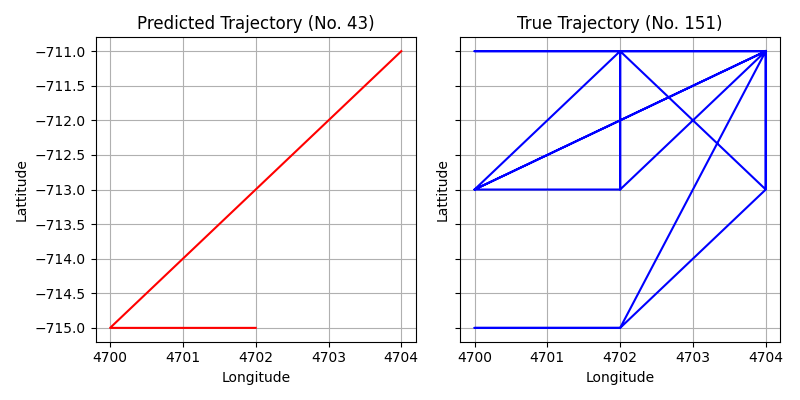 Predicted Trajectory (No. 43)
True Trajectory (No. 151)
Lattitude
−711.0
−711.5
−712.0
−712.5
−713.0
−713.5
−714.0
−714.5
−715.0
4700 4701 4702 4703 4704
Longitude
Lattitude
4700 4701 4702 4703 4704
Longitude